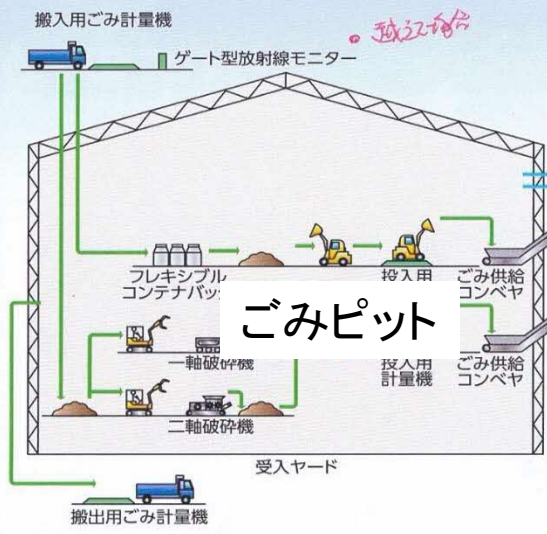 搬入用ごみ計量機
ゲート型放射線モニター
フレキシブル
コンテナバッ
投入用
ごみ供給
コンベヤ
ごみピット
一軸破砕機
投入用
計量機
ごみ供給
コンベヤ
二軸破砕機
受入ヤード
搬出用ごみ計量機